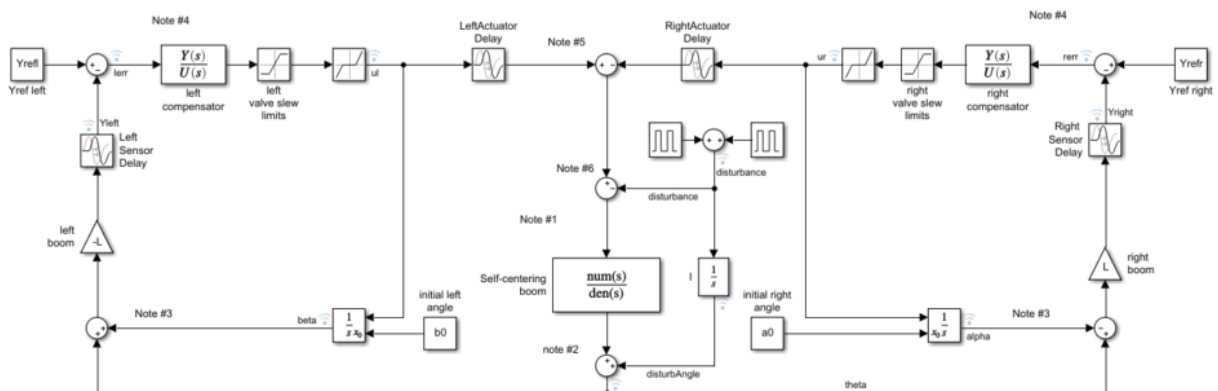 Note #4
LeftActuator
Delay
Note #5
RightActuator
Delay
Note #4
Yrefl
Yref left
lerr
Y(s)
U(s)
left
compensator
left
valve slew
limits
ul
ur
right
valve slew
limits
Y(s)
U(s)
right
compensator
rerr
Yrefr
Yref right
Yleft
Left
Sensor
Delay
Yright
Right
Sensor
Delay
disturbance
Note #6
disturbance
Note #1
left
boom
-L
Self-centering
boom
num(s)
den(s)
I
1
s
L
right
boom
initial left
angle
initial right
angle
Note #3
beta
1
s x0
b0
a0
1
x0 s
alpha
Note #3
note #2
disturbAngle
theta